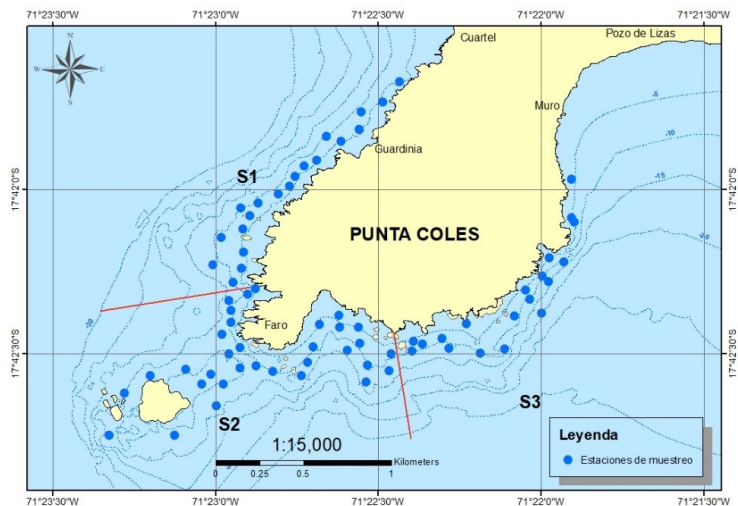 71°23'30"W 71°23'0"W 71°22'30"W 71°22'0"W 71°21'30"W
Cuartel
Pozo de Lizas
N
W E
S
Muro
-5
-10
Guardinia
-15
17°42'0"S 17°42'0"S
S1
PUNTA COLES
-20
Faro
17°42'30"S 17°42'30"S
S2
S3
1:15,000
Kilometers
0 0.25 0.5 1
Leyenda
Estaciones de muestreo
71°23'30"W 71°23'0"W 71°22'30"W 71°22'0"W 71°21'30"W